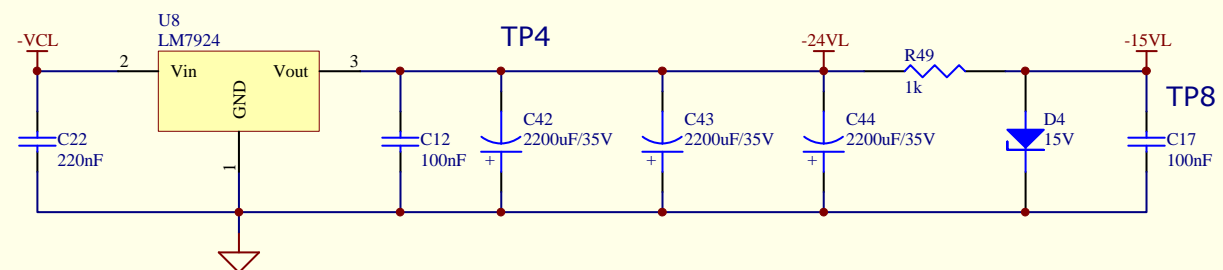 -VCL
U8
LM7924
2
Vin
Vout
GND
3
1
C22
220nF
TP4
C12
100nF
C42
2200uF/35V
+
C43
2200uF/35V
+
-24VL
C44
2200uF/35V
+
R49
1k
D4
15V
-15VL
TP8
C17
100nF